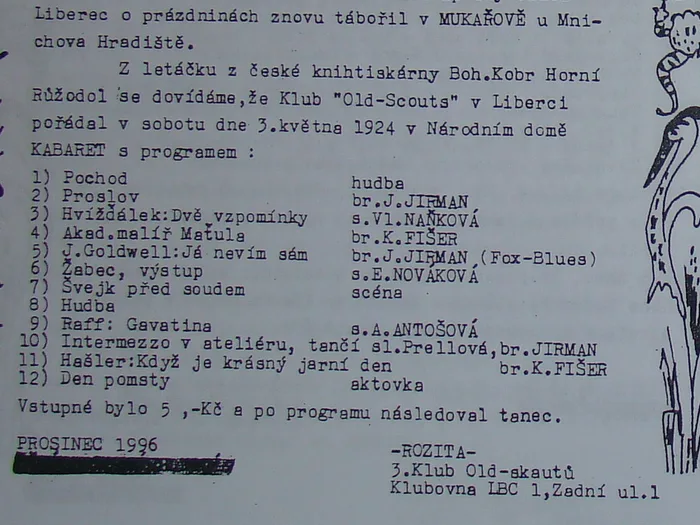 Liberec o prázdninách znovu tábořil v MUKAŘOVĚ u Mni-
chova Hradiště.
Z letáčku z české knihtiskárny Boh.Kobr Horní
Růžodol se dovídáme,že Klub "Old-Scouts" v Liberci
pořádal v sobotu dne 3.května 1924 v Národním domě
KABARET s programem :
1) Pochod hudba
2) Proslov br.J.JIRMAN
3) Hvížďálek:Dvě vzpomínky s.Vl.NAŇKOVÁ
4) Akad.malíř Matula br.K.FIŠER
5) J.Goldwell:Já nevím sám br.J.JIRMAN (Fox-Blues)
6) Žabec, výstup s.E.NOVÁKOVÁ
7) Švejk před soudem scéna
8) Hudba
9) Raff: Gavatina s.A.ANTOŠOVÁ
10) Intermezzo v ateliéru, tančí sl.Prellová,br.JIRMAN
11) Hašler:Když je krásný jarní den br.K.FIŠER
12) Den pomsty aktovka
Vstupné bylo 5 ,-Kč a po programu následoval tanec.
PROSINEC 1996
-ROZITA-
3.Klub Old-skautů
Klubovna LBC 1,Zadní ul.1